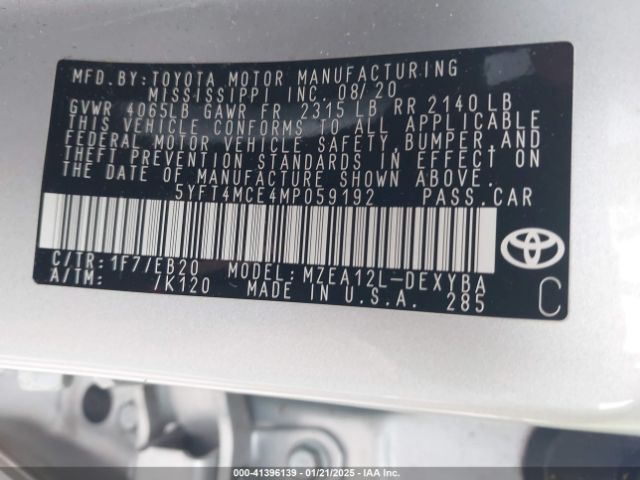 MFD.BY:TOYOTA MOTOR MANUFACTURING
MISSISSIPPI INC 08/20
GVWR 4065LB GAWR FR 2315 LB RR 2140 LB
THIS VEHICLE CONFORMS TO ALL APPLICABLE
FEDERAL MOTOR VEHICLE SAFETY,BUMPER,AND
THEFT PREVENTION STANDARDS IN EFFECT ON
THE DATE OF MANUFACTURE SHOWN ABOVE.
5YFT4MCE4MP059192 PASS.CAR
C/TR:1F7/EB20 MODEL:MZEA12L-DEXYBA
A/TM: /K120 MADE IN U.S.A. 285
C
000-41396139 — 01/21/2025 — IAA Inc.